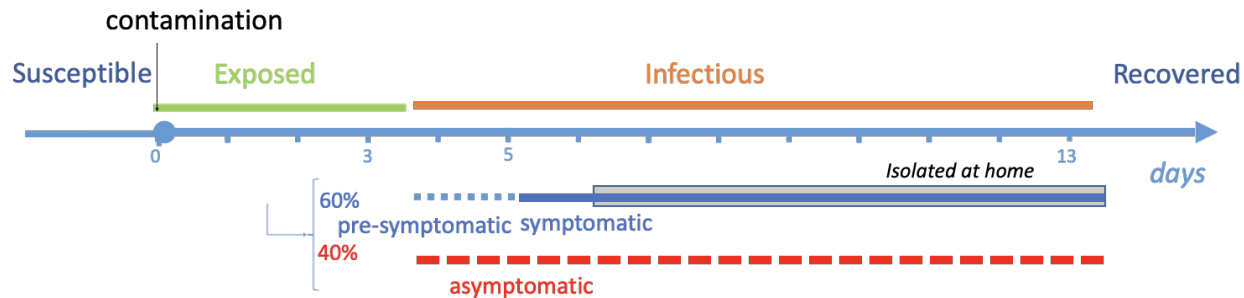 contamination
Susceptible Exposed Infectious Recovered
0 3 5 13
days
Isolated at home
60%
pre-symptomatic symptomatic
40%
asymptomatic